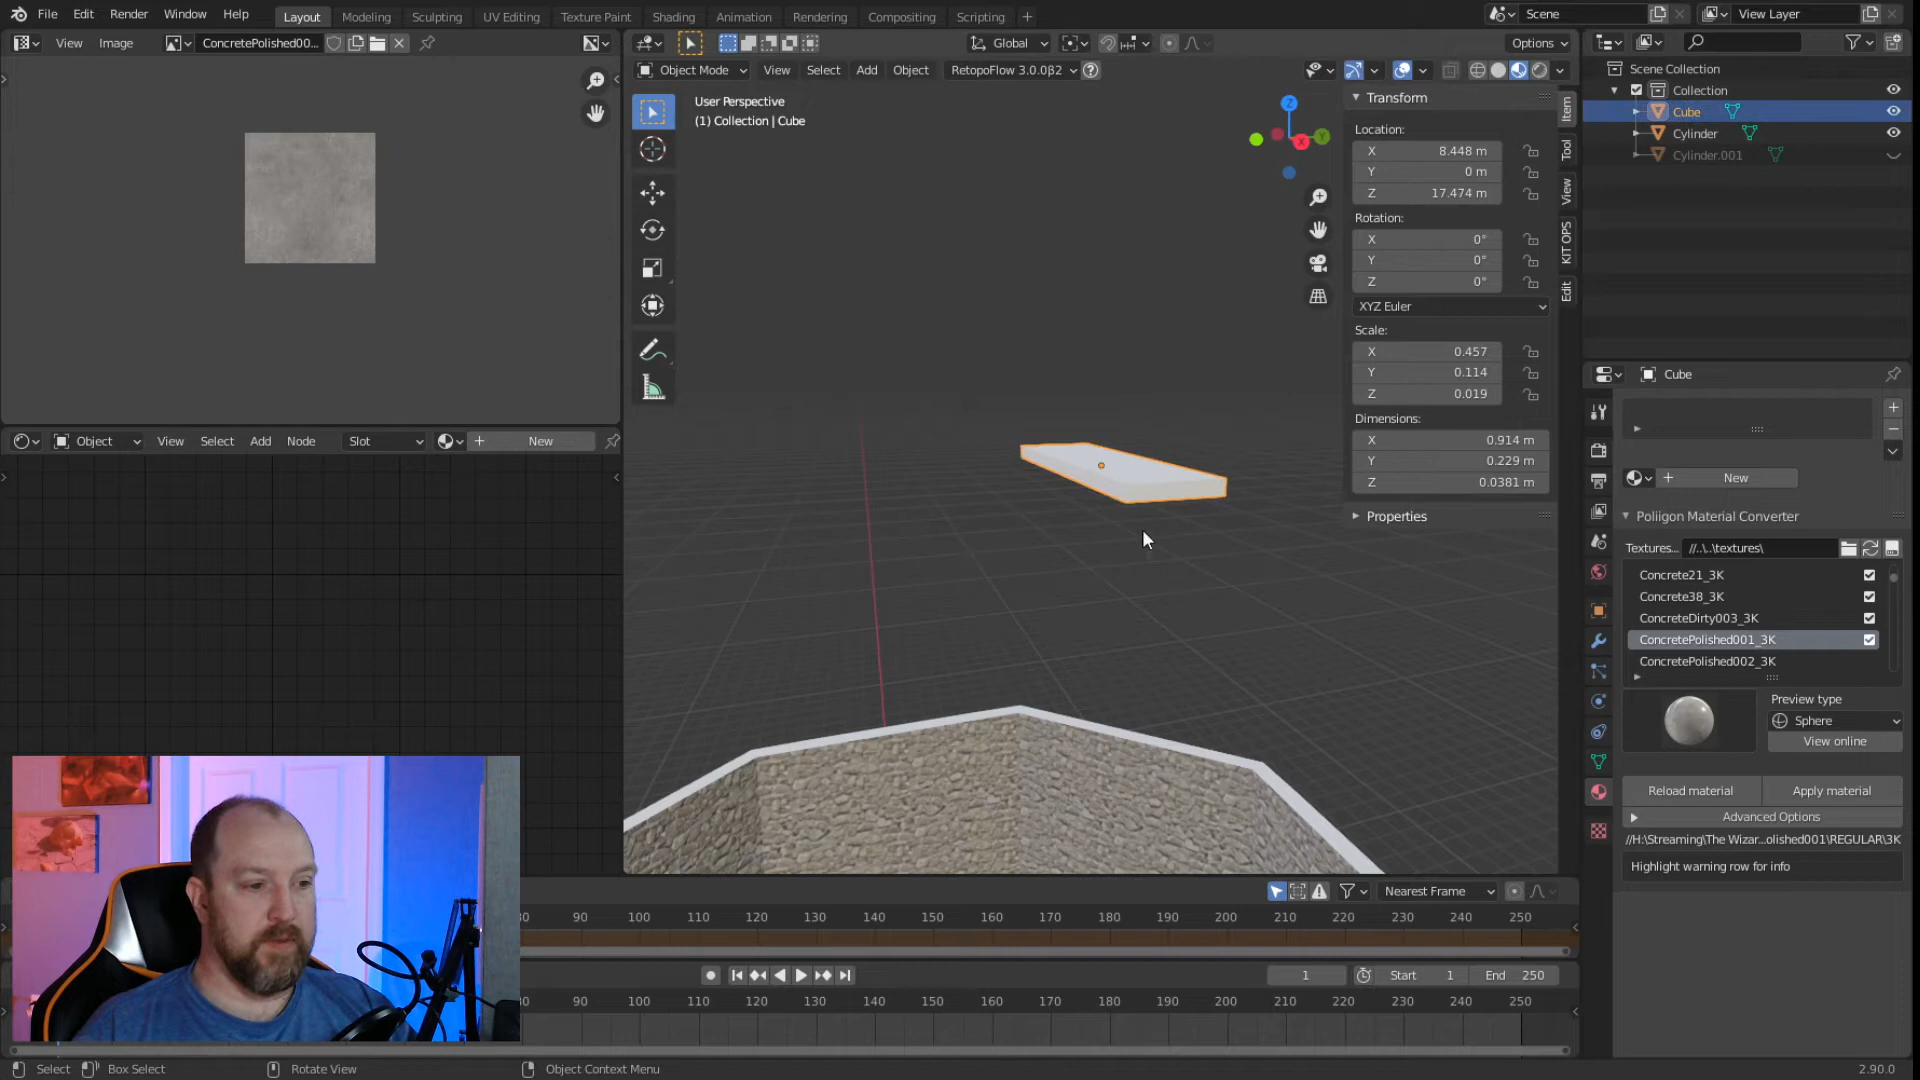 File Edit Render Window Help
Layout Modeling Sculpting UV Editing Texture Paint Shading Animation Rendering Compositing Scripting +
Scene
View Layer
View Image
ConcretePolished00...
Global
Options
Object Mode View Select Add Object RetopoFlow 3.0.0β2
User Perspective
(1) Collection | Cube
Z
Y
X
Transform
Location:
X 8.448 m
Y 0 m
Z 17.474 m
Rotation:
X 0°
Y 0°
Z 0°
XYZ Euler
Scale:
X 0.457
Y 0.114
Z 0.019
Dimensions:
X 0.914 m
Y 0.229 m
Z 0.0381 m
Properties
Item
Tool
View
KIT OPS
Edit
Scene Collection
Collection
Cube
Cylinder
Cylinder.001
Cube
New
Poliigon Material Converter
Textures... //..\..\textures\
Concrete21_3K
Concrete38_3K
ConcreteDirty003_3K
ConcretePolished001_3K
ConcretePolished002_3K
Preview type
Sphere
View online
Reload material
Apply material
Advanced Options
//H:\Streaming\The Wizar...olished001\REGULAR\3K
Highlight warning row for info
Object View Select Add Node Slot New
Nearest Frame
80 90 100 110 120 130 140 150 160 170 180 190 200 210 220 230 240 250
1 Start 1 End 250
80 90 100 110 120 130 140 150 160 170 180 190 200 210 220 230 240 250
Select Box Select Rotate View Object Context Menu 2.90.0